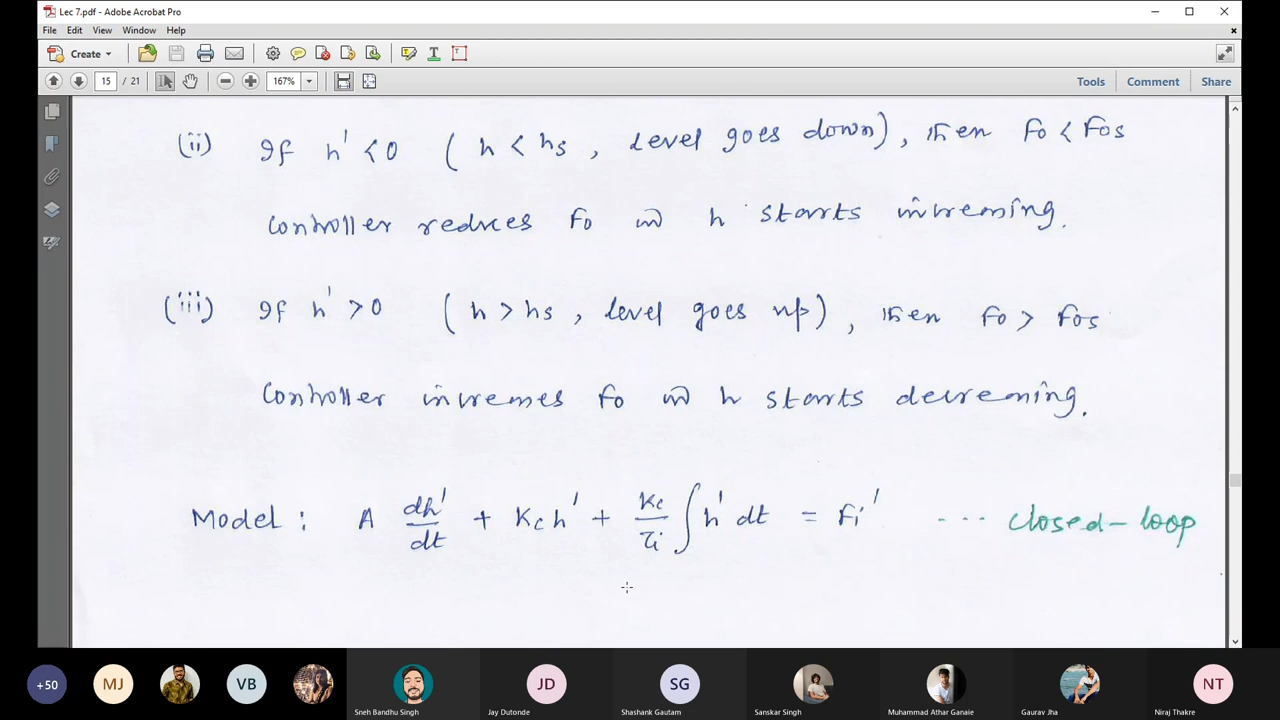 Lec 7.pdf - Adobe Acrobat Pro
File Edit View Window Help
Create
15 / 21 167% Tools Comment Share
(ii) If h' < 0 ( h < hs , level goes down) , then Fo < Fos
controller reduces Fo h starts increasing.
(iii) If h' > 0 ( h > hs , level goes up) , then Fo > Fos
controller increases Fo h starts decreasing.
Model : A dh'/dt + Kc h' + Kc/τi ∫ h' dt = Fi' --- closed-loop
+50 MJ VB JD SG NT
Sneh Bandhu Singh Jay Dutonde Shashank Gautam Sanskar Singh Muhammad Athar Ganaie Gaurav Jha Niraj Thakre